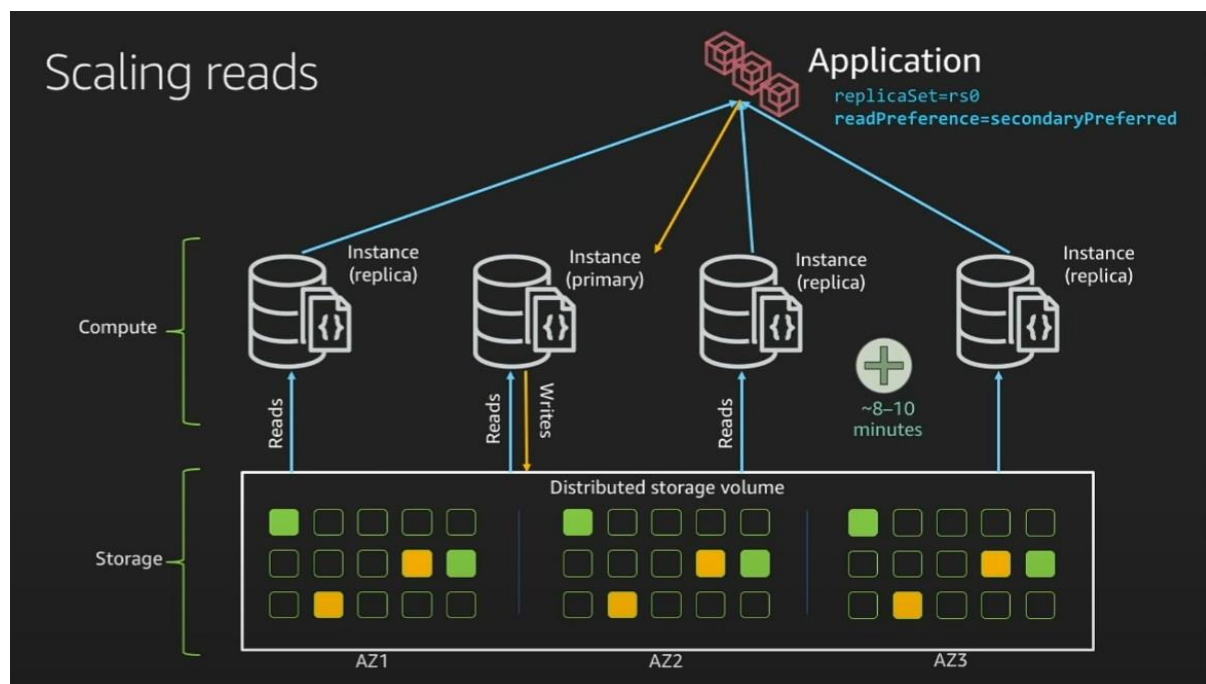 Scaling reads
Application
replicaSet=rs0
readPreference=secondaryPreferred
Instance
(replica)
Instance
(primary)
Instance
(replica)
Instance
(replica)
{}
{}
{}
{}
Compute
Reads
Reads
Writes
Reads
~8–10
minutes
Distributed storage volume
Storage
AZ1
AZ2
AZ3